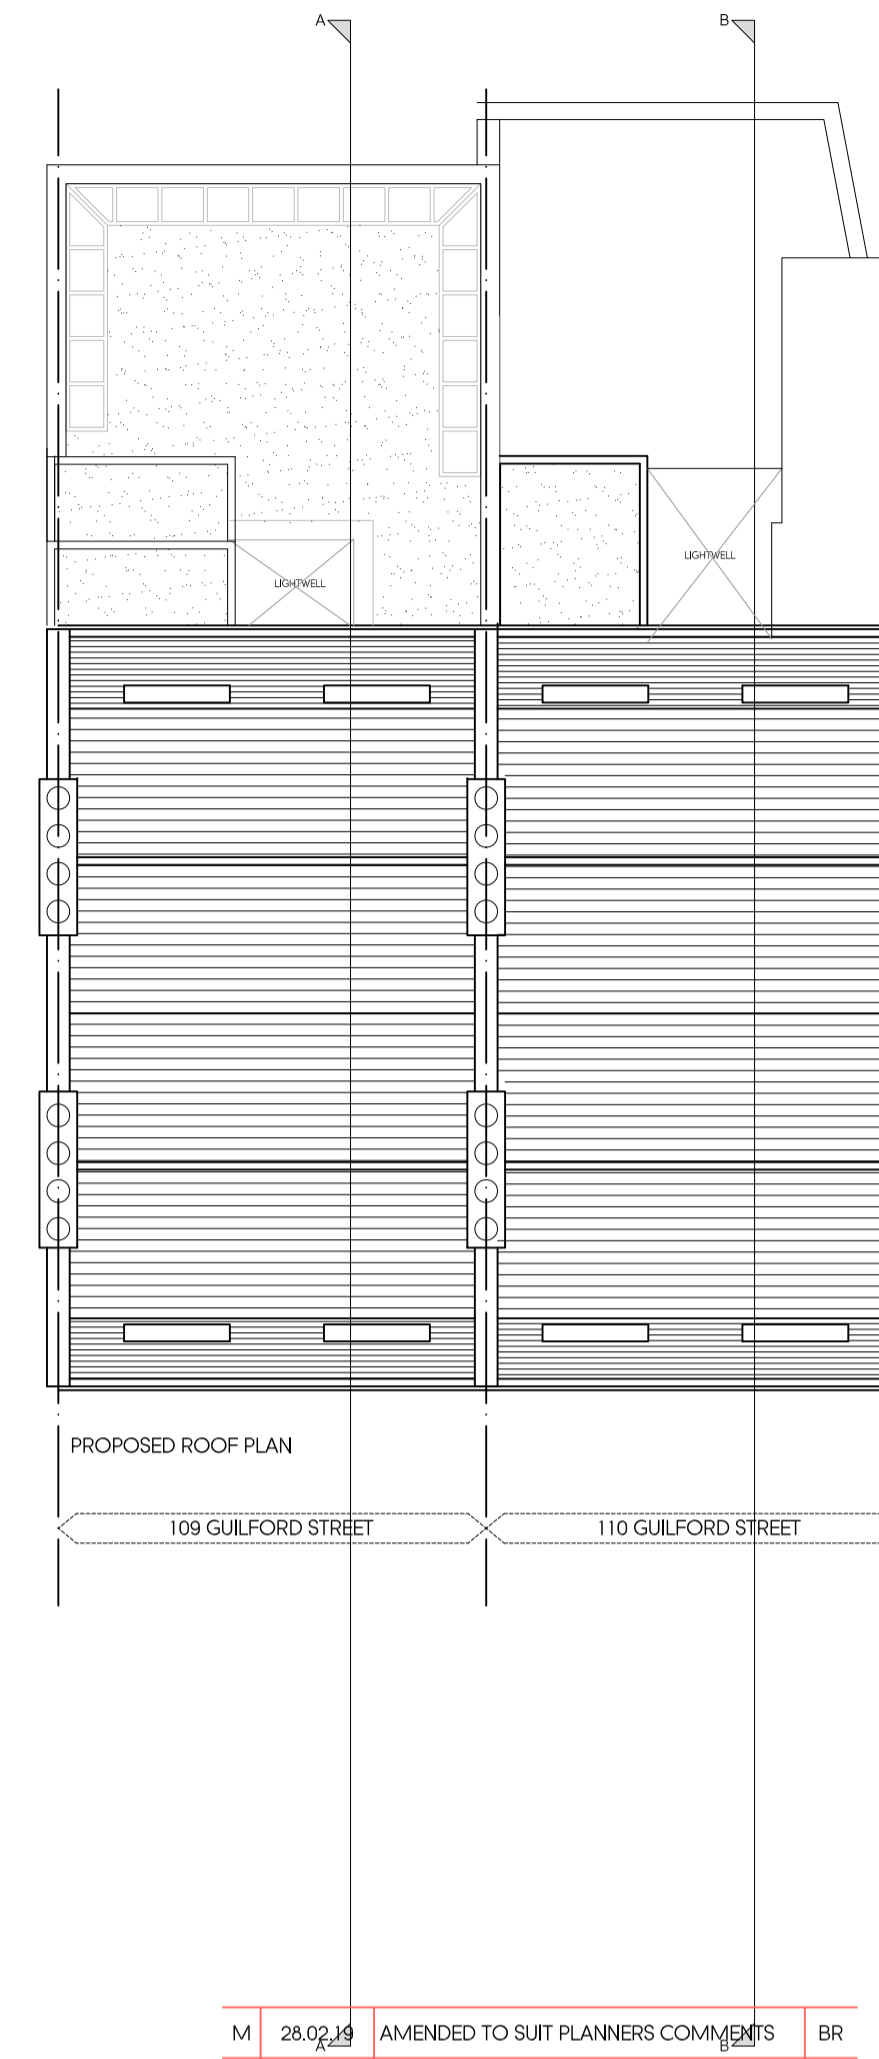 A B
LIGHTWELL
LIGHTWELL
PROPOSED ROOF PLAN
109 GUILFORD STREET 110 GUILFORD STREET
M 28.02.19 AMENDED TO SUIT PLANNERS COMMENTS BR
A B